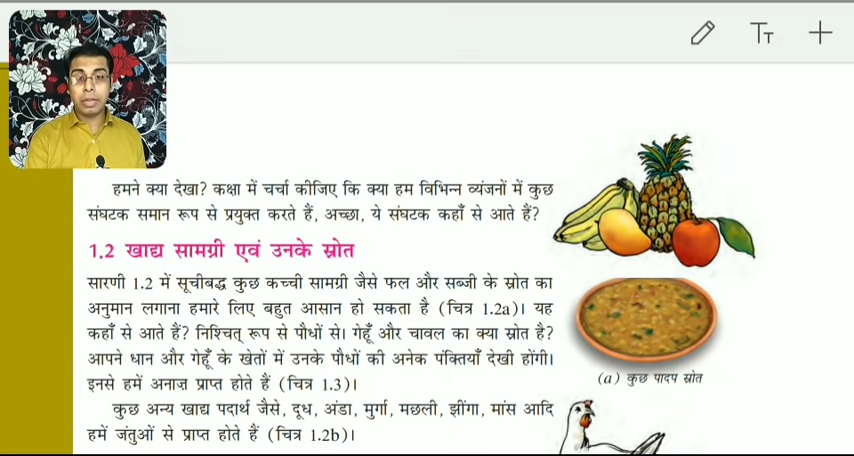 हमने क्या देखा? कक्षा में चर्चा कीजिए कि क्या हम विभिन्न व्यंजनों में कुछ
संघटक समान रूप से प्रयुक्त करते हैं, अच्छा, ये संघटक कहाँ से आते हैं?
1.2 खाद्य सामग्री एवं उनके स्रोत
सारणी 1.2 में सूचीबद्ध कुछ कच्ची सामग्री जैसे फल और सब्जी के स्रोत का
अनुमान लगाना हमारे लिए बहुत आसान हो सकता है (चित्र 1.2a)। यह
कहाँ से आते हैं? निश्चित् रूप से पौधों से। गेहूँ और चावल का क्या स्रोत है?
आपने धान और गेहूँ के खेतों में उनके पौधों की अनेक पंक्तियाँ देखी होंगी।
इनसे हमें अनाज़ प्राप्त होते हैं (चित्र 1.3)।
कुछ अन्य खाद्य पदार्थ जैसे, दूध, अंडा, मुर्गा, मछली, झींगा, मांस आदि
हमें जंतुओं से प्राप्त होते हैं (चित्र 1.2b)।
(a) कुछ पादप स्रोत